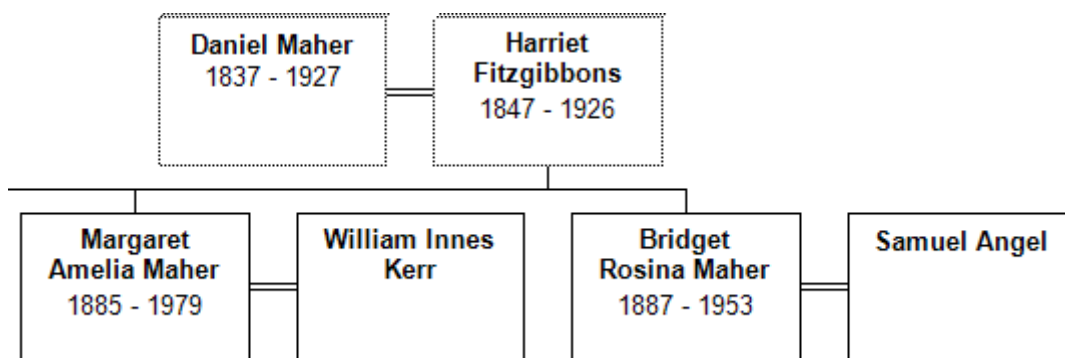 Daniel Maher
1837 - 1927
Harriet
Fitzgibbons
1847 - 1926
Margaret
Amelia Maher
1885 - 1979
William Innes
Kerr
Bridget
Rosina Maher
1887 - 1953
Samuel Angel